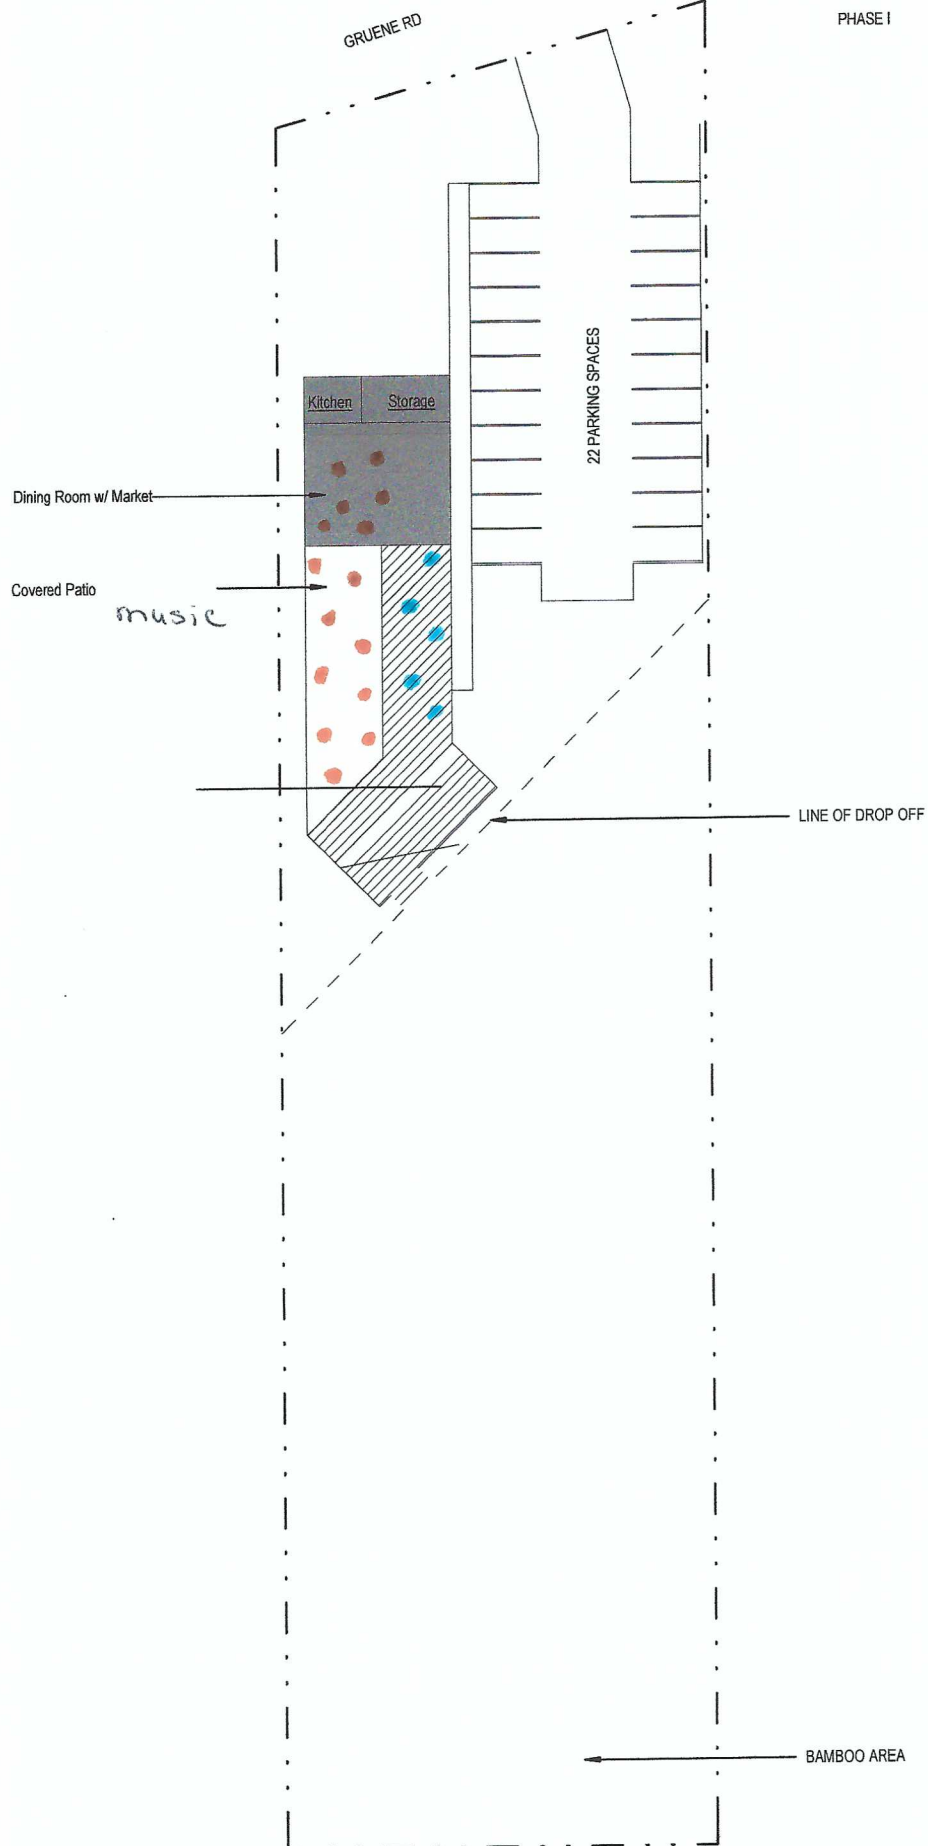 GRUENE RD
PHASE I
22 PARKING SPACES
Kitchen
Storage
Dining Room w/ Market
Covered Patio
music
LINE OF DROP OFF
BAMBOO AREA